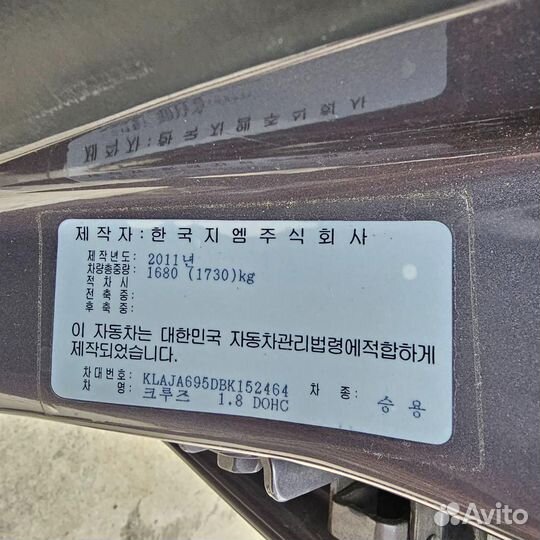 제작자:한국지엠주식회사
제작년도: 2011년
차량총중량: 1680 (1730)kg
적 차 시
전 축 중:
후 축 중:
이 자동차는 대한민국 자동차관리법령에적합하게
제작되었습니다.
차대번호: KLAJA695DBK152464 차 종: 승 용
차 명: 크루즈 1.8 DOHC
Avito